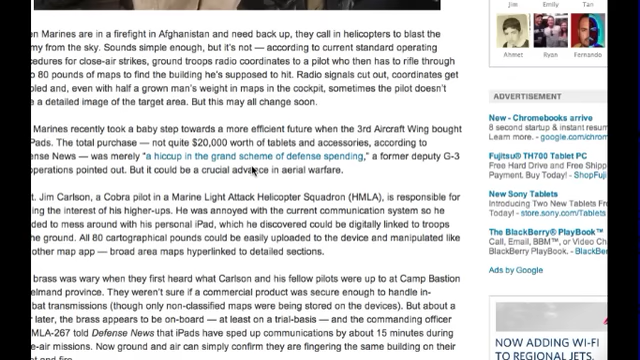 Jim Emily Tan
Ahmet Ryan Fernando
en Marines are in a firefight in Afghanistan and need back up, they call in helicopters to blast the
my from the sky. Sounds simple enough, but it's not — according to current standard operating
cedures for close-air strikes, ground troops radio coordinates to a pilot who then has to rifle through
o 80 pounds of maps to find the building he's supposed to hit. Radio signals cut out, coordinates get
bled and, even with half a grown man's weight in maps in the cockpit, sometimes the pilot doesn't
e a detailed image of the target area. But this may all change soon.
Marines recently took a baby step towards a more efficient future when the 3rd Aircraft Wing bought
Pads. The total purchase — not quite $20,000 worth of tablets and accessories, according to
ense News — was merely "a hiccup in the grand scheme of defense spending," a former deputy G-3
operations pointed out. But it could be a crucial advance in aerial warfare.
t. Jim Carlson, a Cobra pilot in a Marine Light Attack Helicopter Squadron (HMLA), is responsible for
ing the interest of his higher-ups. He was annoyed with the current communication system so he
ded to mess around with his personal iPad, which he discovered could be digitally linked to troops
he ground. All 80 cartographical pounds could be easily uploaded to the device and manipulated like
other map app — broad area maps hyperlinked to detailed sections.
brass was wary when they first heard what Carlson and his fellow pilots were up to at Camp Bastion
elmand province. They weren't sure if a commercial product was secure enough to handle in-
bat transmissions (though only non-classified maps were being stored on the devices). But about a
r later, the brass appears to be on-board — at least on a trial-basis — and the commanding officer
MLA-267 told Defense News that iPads have sped up communications by about 15 minutes during
e-air missions. Now ground and air can simply confirm they are fingering the same building on their
and fire.
ADVERTISEMENT
New - Chromebooks arrive
8 second startup & instant resum
Learn more. - google.com/chrom
Fujitsu® TH700 Tablet PC
Free Hard Drive and Free Shipp
Payment Today! - ShopFuji
New Sony Tablets
Introducing Two New Tablets Fr
of Today! - store.sony.com/Tablets
The BlackBerry® PlayBook™
Call, Email, BBM™, or Video Cha
BlackBerry PlayBook. - BlackBer
Ads by Google
NOW ADDING WI-FI
TO REGIONAL JETS.